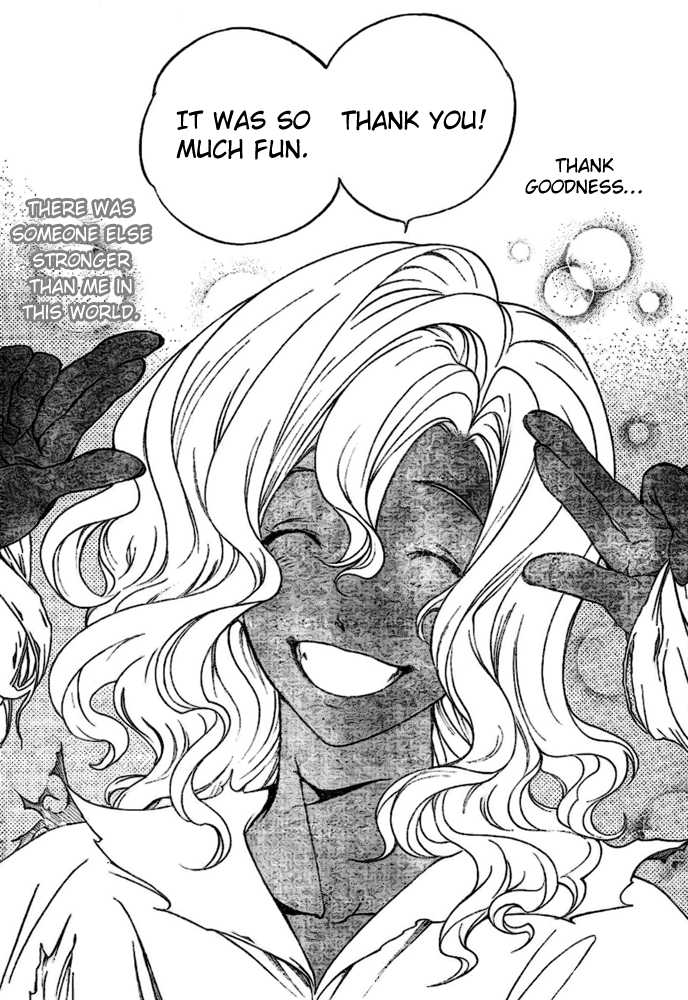 THANK YOU!
IT WAS SO
MUCH FUN.
THANK
GOODNESS...
THERE WAS
SOMEONE ELSE
STRONGER
THAN ME IN
THIS WORLD.